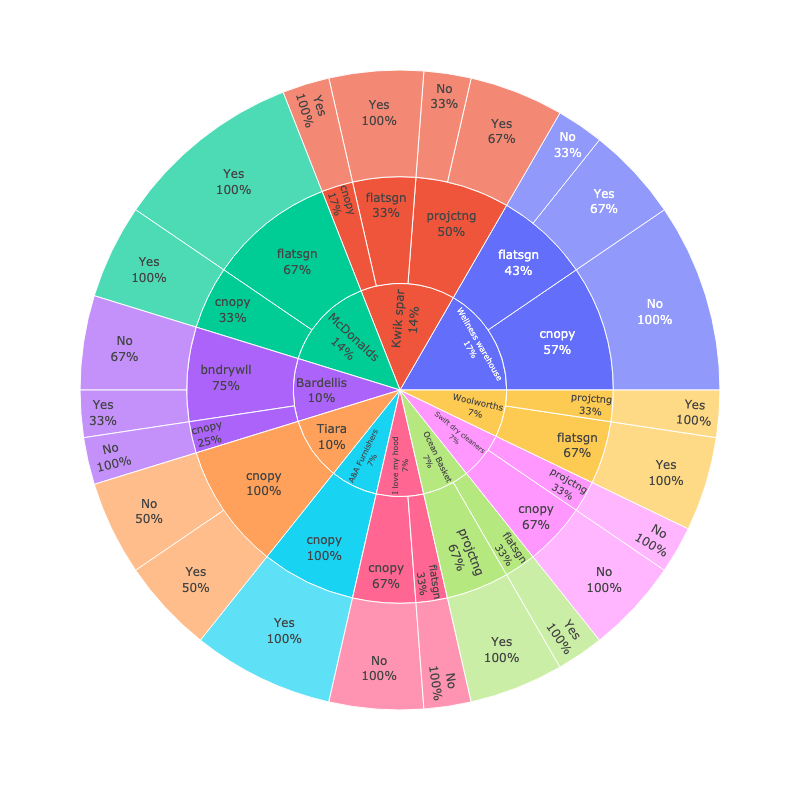 Yes
100%
Yes
100%
No
33%
Yes
67%
No
33%
Yes
67%
No
100%
Yes
100%
Yes
100%
No
67%
Yes
33%
No
100%
No
50%
Yes
50%
Yes
100%
No
100%
No
100%
Yes
100%
Yes
100%
No
100%
No
100%
Yes
100%
Yes
100%
cnopy
17%
flatsgn
33%
projctng
50%
flatsgn
43%
cnopy
57%
flatsgn
67%
cnopy
33%
bndrywll
75%
cnopy
25%
cnopy
100%
cnopy
100%
cnopy
67%
flatsgn
33%
projctng
67%
flatsgn
33%
cnopy
67%
projctng
33%
flatsgn
67%
projctng
33%
Kwik spar
14%
Wellness warehouse
17%
McDonalds
14%
Bardellis
10%
Tiara
10%
A&A Furnishers
7%
I love my hood
7%
Ocean Basket
7%
Swift dry cleaners
7%
Woolworths
7%